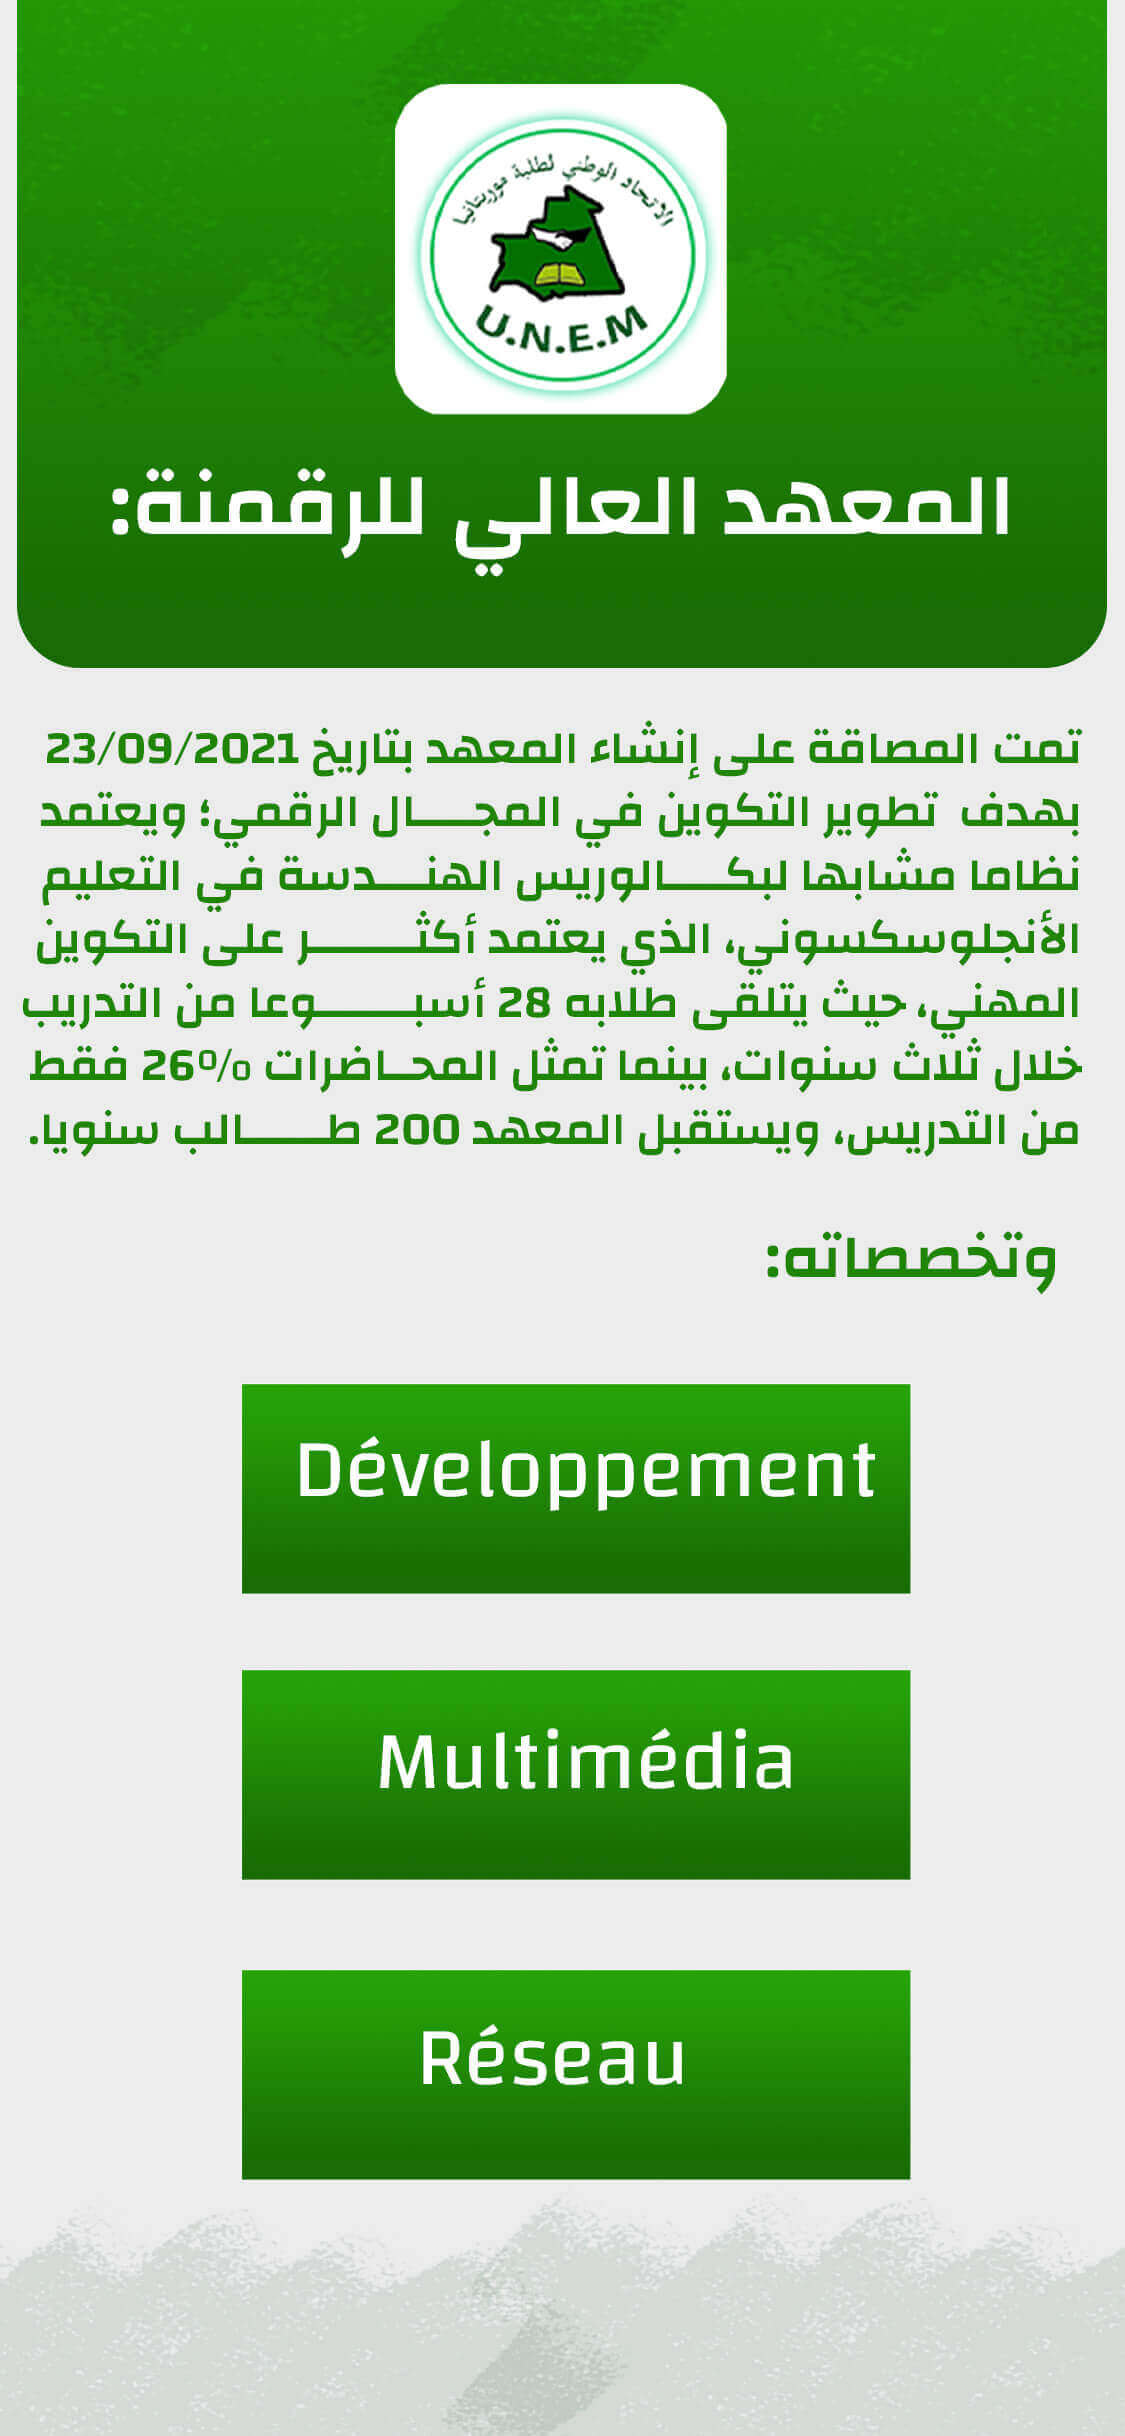 الاتحاد الوطني لطلبة موريتانيا
U.N.E.M
المعهد العالي للرقمنة:
تمت المصاقة على إنشاء المعهد بتاريخ 23/09/2021
بهدف تطوير التكوين في المجـــال الرقمي؛ ويعتمد
نظاما مشابها لبكـــالوريس الهنـــدسة في التعليم
الأنجلوسكسوني، الذي يعتمد أكثـــــر على التكوين
المهني، حيث يتلقى طلابه 28 أسبـــــوعا من التدريب
خلال ثلاث سنوات، بينما تمثل المحـاضرات %26 فقط
من التدريس، ويستقبل المعهد 200 طـــــالب سنويا.
وتخصصاته:
Développement
Multimédia
Réseau